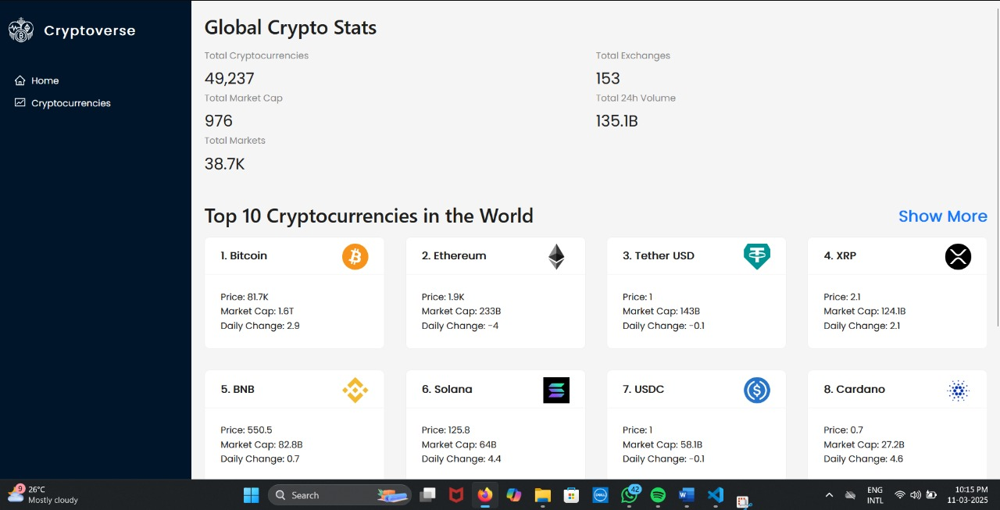 Cryptoverse
Home
Cryptocurrencies
Global Crypto Stats
Total Cryptocurrencies
49,237
Total Exchanges
153
Total Market Cap
976
Total 24h Volume
135.1B
Total Markets
38.7K
Top 10 Cryptocurrencies in the World
Show More
1. Bitcoin
Price: 81.7K
Market Cap: 1.6T
Daily Change: 2.9
2. Ethereum
Price: 1.9K
Market Cap: 233B
Daily Change: -4
3. Tether USD
Price: 1
Market Cap: 143B
Daily Change: -0.1
4. XRP
Price: 2.1
Market Cap: 124.1B
Daily Change: 2.1
5. BNB
Price: 550.5
Market Cap: 82.8B
Daily Change: 0.7
6. Solana
Price: 125.8
Market Cap: 64B
Daily Change: 4.4
7. USDC
Price: 1
Market Cap: 58.1B
Daily Change: -0.1
8. Cardano
Price: 0.7
Market Cap: 27.2B
Daily Change: 4.6
9
26°C
Mostly cloudy
Search
DELL
42
W
ENG
INTL
10:15 PM
11-03-2025